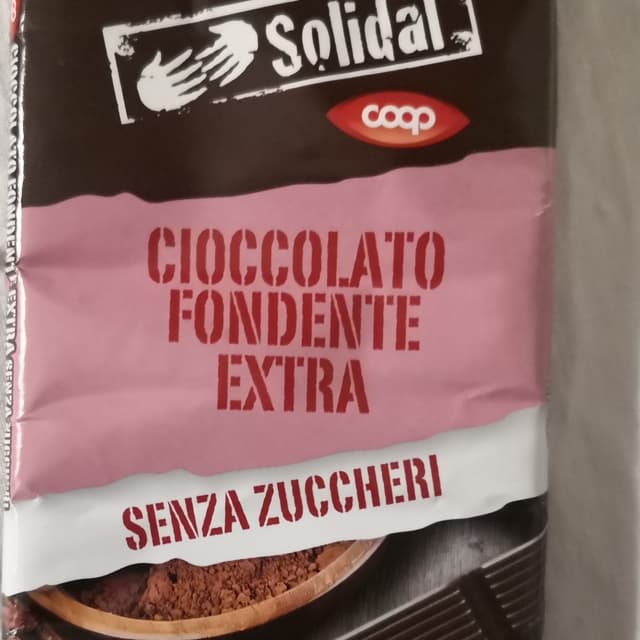 Solidal
coop
CIOCCOLATO
FONDENTE
EXTRA
SENZA ZUCCHERI